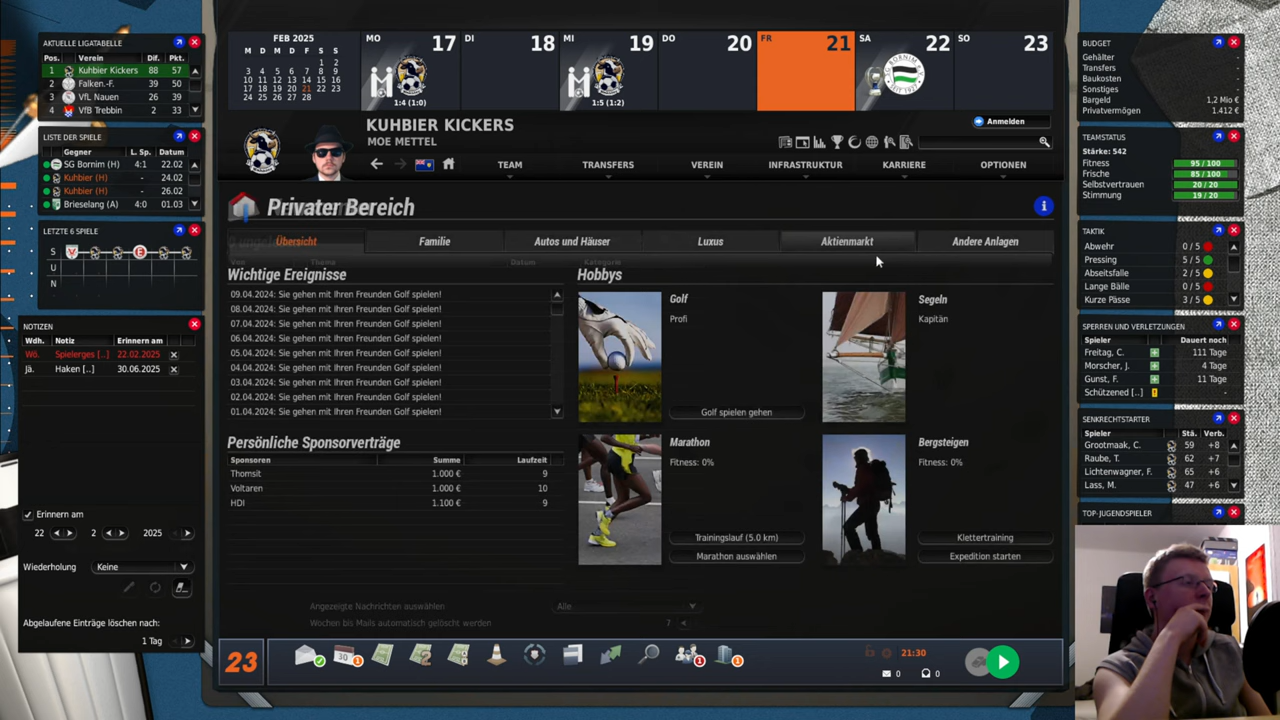 AKTUELLE LIGATABELLE
Pos. Verein Dif. Pkt.
1 Kuhbier Kickers 88 57
2 Falken.-F. 39 50
3 VfL Nauen 26 39
4 VfB Trebbin 2 33
LISTE DER SPIELE
Gegner L. Sp. Datum
SG Bornim (H) 4:1 22.02
Kuhbier (H) - 24.02
Kuhbier (H) - 26.02
Brieselang (A) 4:0 01.03
LETZTE 6 SPIELE
S
U
N
NOTIZEN
Wdh. Notiz Erinnern am
Wö. Spielerges [..] 22.02.2025
Jä. Haken [..] 30.06.2025
Erinnern am
22 2 2025
Wiederholung Keine
Abgelaufene Einträge löschen nach:
1 Tag
FEB 2025
M D M D F S S
1 2
3 4 5 6 7 8 9
10 11 12 13 14 15 16
17 18 19 20 21 22 23
24 25 26 27 28
MO 17
1:4 (1:0)
DI 18
MI 19
1:5 (1:2)
DO 20
FR 21
SA 22
SO 23
KUHBIER KICKERS
MOE METTEL
Anmelden
TEAM TRANSFERS VEREIN INFRASTRUKTUR KARRIERE OPTIONEN
Privater Bereich
Übersicht Familie Autos und Häuser Luxus Aktienmarkt Andere Anlagen
Von Thema Datum Kategorie
Wichtige Ereignisse
09.04.2024: Sie gehen mit Ihren Freunden Golf spielen!
08.04.2024: Sie gehen mit Ihren Freunden Golf spielen!
07.04.2024: Sie gehen mit Ihren Freunden Golf spielen!
06.04.2024: Sie gehen mit Ihren Freunden Golf spielen!
05.04.2024: Sie gehen mit Ihren Freunden Golf spielen!
04.04.2024: Sie gehen mit Ihren Freunden Golf spielen!
03.04.2024: Sie gehen mit Ihren Freunden Golf spielen!
02.04.2024: Sie gehen mit Ihren Freunden Golf spielen!
01.04.2024: Sie gehen mit Ihren Freunden Golf spielen!
Persönliche Sponsorverträge
Sponsoren Summe Laufzeit
Thomsit 1.000 € 9
Voltaren 1.000 € 10
HDI 1.100 € 9
Hobbys
Golf
Profi
Golf spielen gehen
Segeln
Kapitän
Marathon
Fitness: 0%
Trainingslauf (5.0 km)
Marathon auswählen
Bergsteigen
Fitness: 0%
Klettertraining
Expedition starten
Angezeigte Nachrichten auswählen Alle
Wochen bis Mails automatisch gelöscht werden 7
23
21:30
0 0
BUDGET
Gehälter -
Transfers -
Baukosten -
Sonstiges -
Bargeld 1,2 Mio €
Privatvermögen 1.412 €
TEAMSTATUS
Stärke: 542
Fitness 95 / 100
Frische 85 / 100
Selbstvertrauen 20 / 20
Stimmung 19 / 20
TAKTIK
Abwehr 0 / 5
Pressing 5 / 5
Abseitsfalle 2 / 5
Lange Bälle 0 / 5
Kurze Pässe 3 / 5
SPERREN UND VERLETZUNGEN
Spieler Dauert noch
Freitag, C. 111 Tage
Morscher, J. 4 Tage
Gunst, F. 11 Tage
Schützened [..] -
SENKRECHTSTARTER
Spieler Stä. Verb.
Grootmaak, C. 59 +8
Raube, T. 62 +7
Lichtenwagner, F. 65 +6
Lass, M. 47 +6
TOP-JUGENDSPIELER